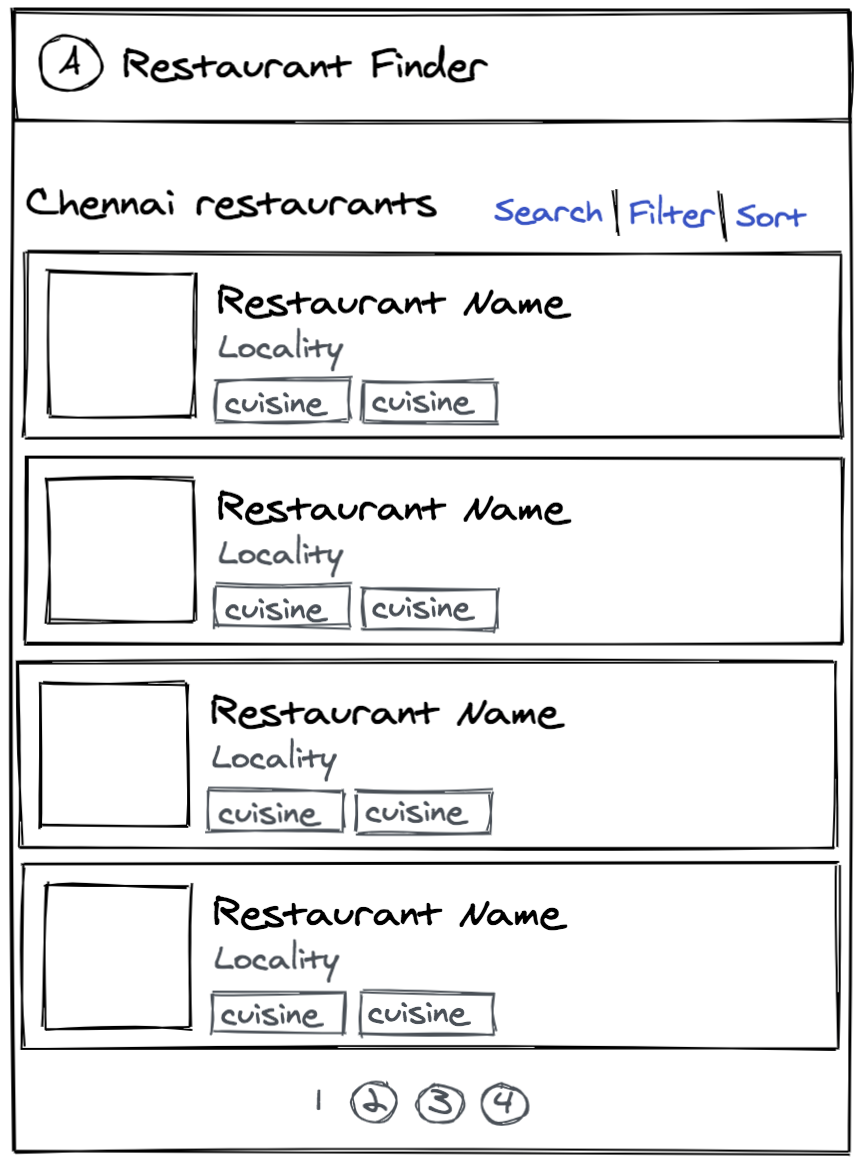 A Restaurant Finder
Chennai restaurants Search | Filter | Sort
Restaurant Name
Locality
cuisine cuisine
Restaurant Name
Locality
cuisine cuisine
Restaurant Name
Locality
cuisine cuisine
Restaurant Name
Locality
cuisine cuisine
1 2 3 4